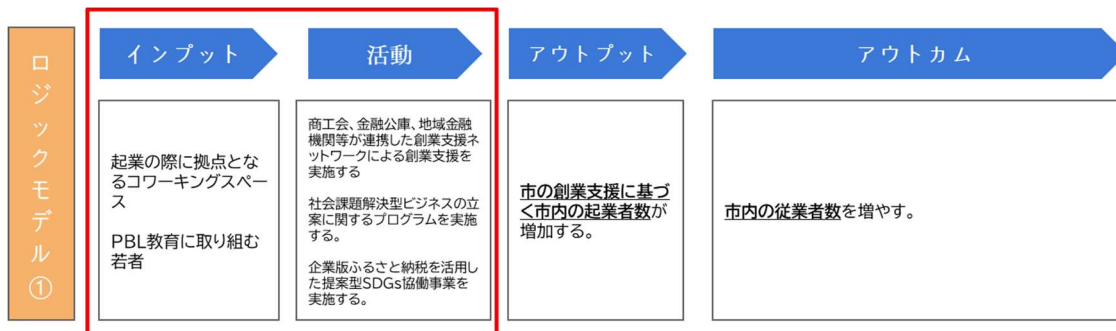 ロジックモデル①
インプット
活動
アウトプット
アウトカム
起業の際に拠点とな
るコワーキングスペー
ス
PBL教育に取り組む
若者
商工会、金融公庫、地域金融
機関等が連携した創業支援ネ
ットワークによる創業支援を
実施する
社会課題解決型ビジネスの立
案に関するプログラムを実施
する。
企業版ふるさと納税を活用し
た提案型SDGs協働事業を
実施する。
市の創業支援に基づ
く市内の起業者数が
増加する。
市内の従業者数を増やす。